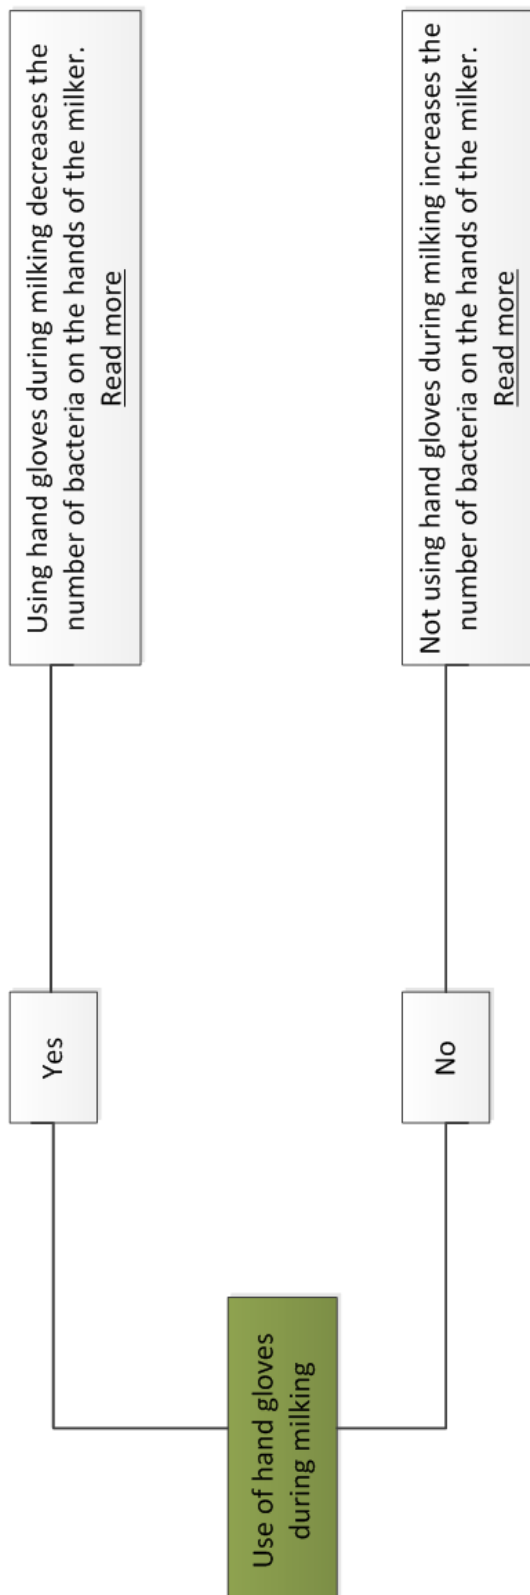 Use of hand gloves
during milking
Yes
Using hand gloves during milking decreases the
number of bacteria on the hands of the milker.
Read more
No
Not using hand gloves during milking increases the
number of bacteria on the hands of the milker.
Read more